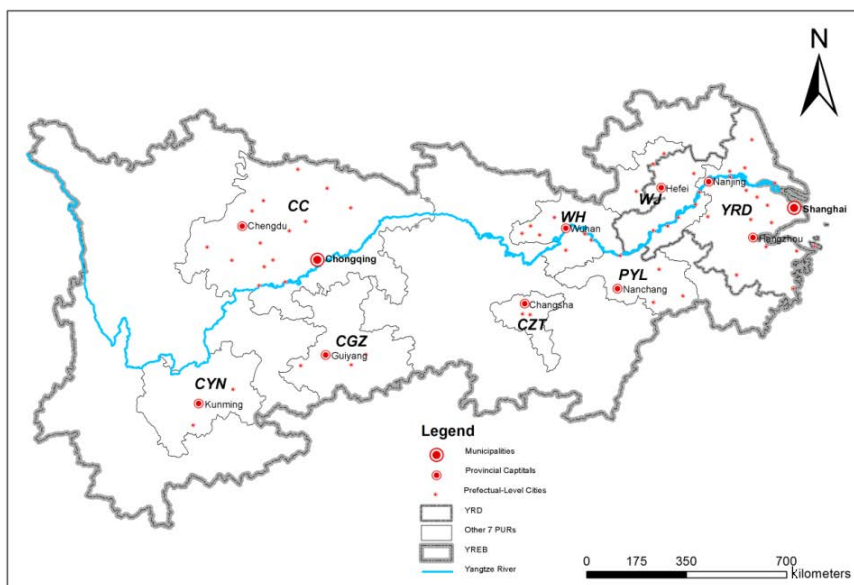 N
CC
Chengdu
Chongqing
WH
Wuhan
WJ
Hefei
Nanjing
Shanghai
YRD
Hangzhou
PYL
Nanchang
Changsha
CZT
CGZ
Guiyang
CYN
Kunming
Legend
Municipalities
Provincial Captitals
Prefectual-Level Cities
YRD
Other 7 PURs
YREB
Yangtze River
0 175 350 700
Kilometers